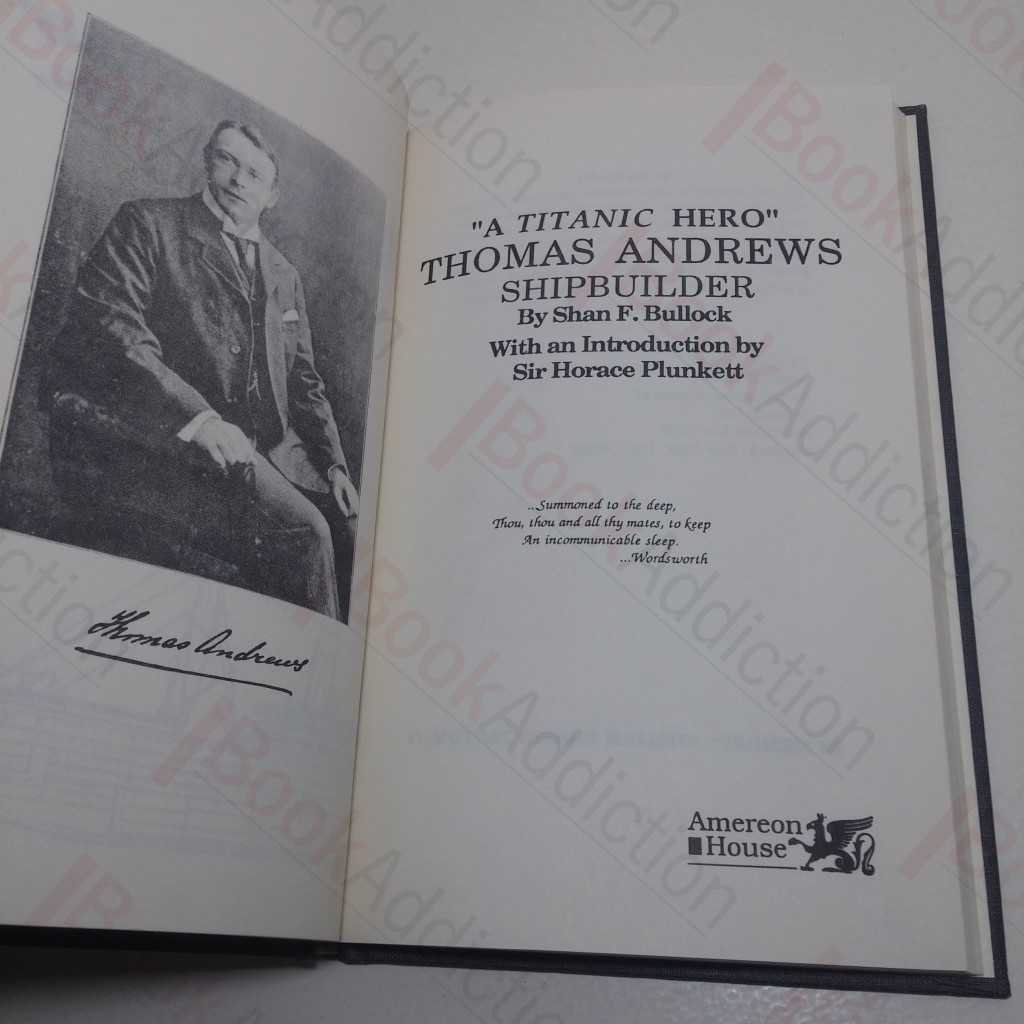 Thomas Andrews
"A TITANIC HERO"
THOMAS ANDREWS
SHIPBUILDER
By Shan F. Bullock
With an Introduction by
Sir Horace Plunkett
...Summoned to the deep,
Thou, thou and all thy mates, to keep
An incommunicable sleep.
...Wordsworth
Amereon
House
BookAddiction